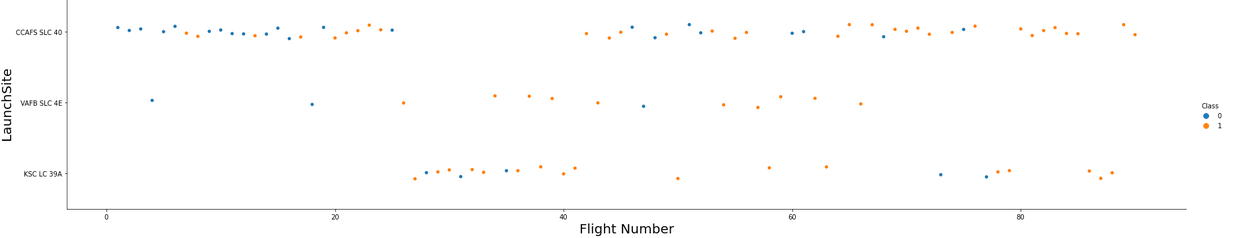 CCAFS SLC 40
VAFB SLC 4E
KSC LC 39A
LaunchSite
0 20 40 60 80
Flight Number
Class
0
1